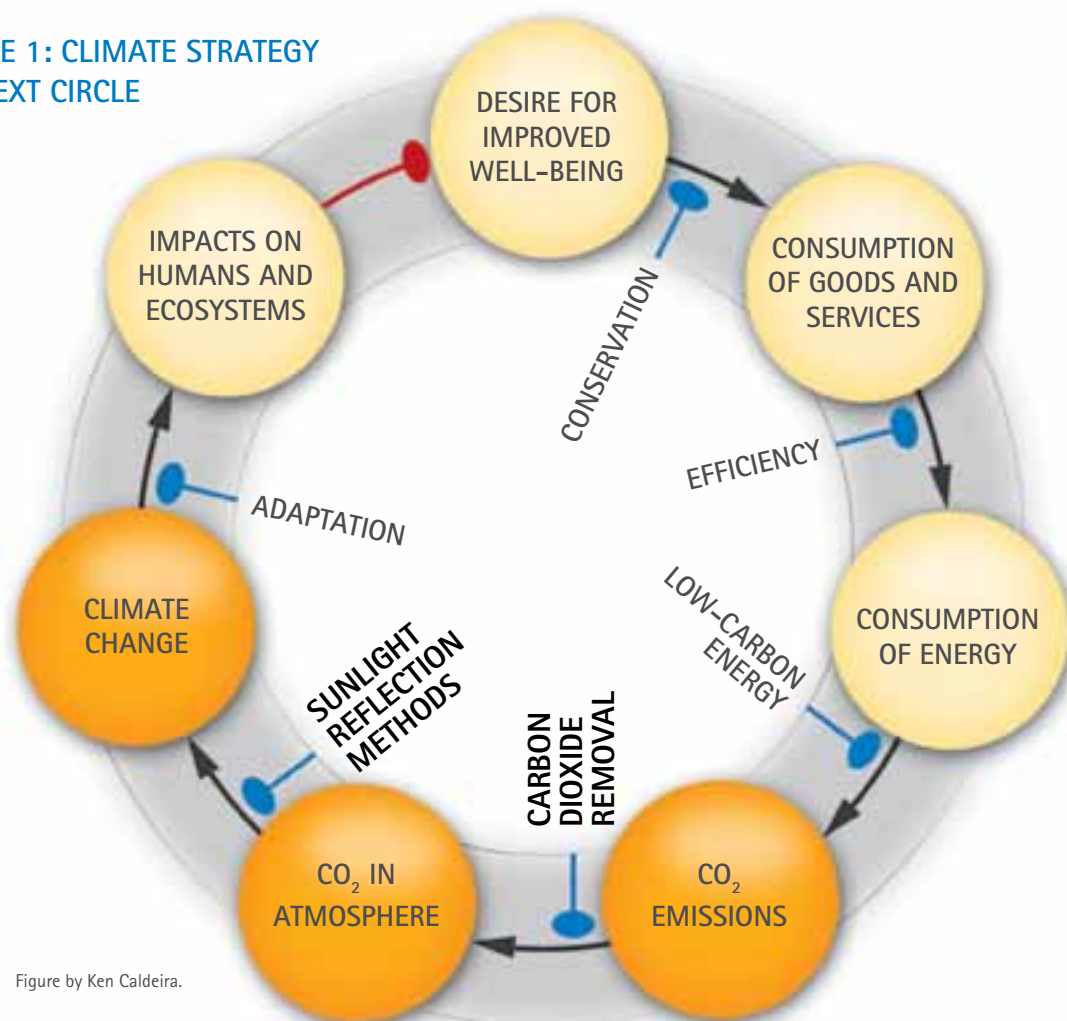 E 1: CLIMATE STRATEGY
EXT CIRCLE
DESIRE FOR
IMPROVED
WELL-BEING
CONSERVATION
CONSUMPTION
OF GOODS AND
SERVICES
EFFICIENCY
CONSUMPTION
OF ENERGY
LOW-CARBON
ENERGY
CO₂
EMISSIONS
CARBON
DIOXIDE
REMOVAL
CO₂ IN
ATMOSPHERE
SUNLIGHT
REFLECTION
METHODS
CLIMATE
CHANGE
ADAPTATION
IMPACTS ON
HUMANS AND
ECOSYSTEMS
Figure by Ken Caldeira.